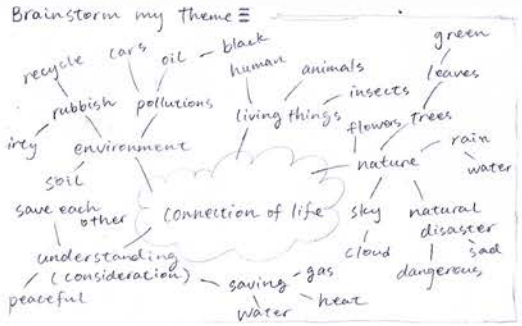 Brainstorm my theme
green
cars
oil
black
recycle
human
animals
leaves
insects
rubbish
pollutions
living things
flowers
trees
rain
irty
environment
nature
water
soil
save each
other
connection of life
sky
natural
disaster
understanding
cloud
sad
(consideration)
saving
gas
dangerous
peaceful
heat
water